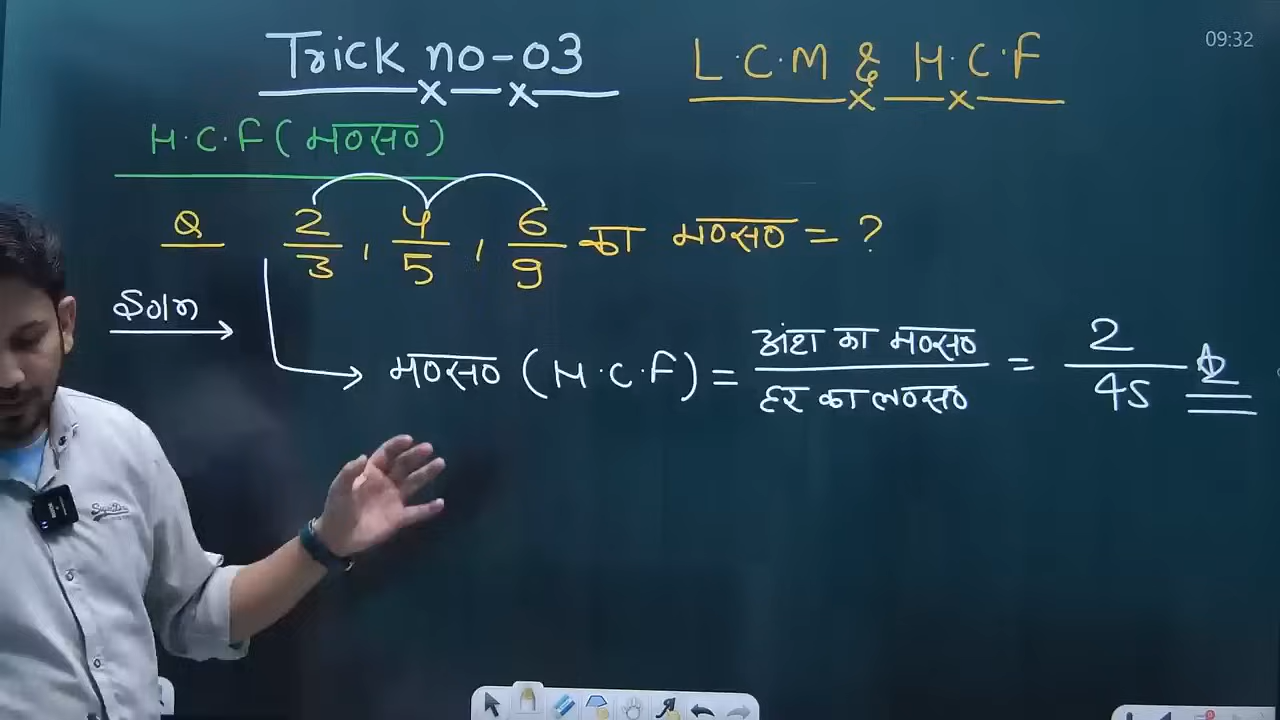 09:32
Trick no-03 L.C.M & H.C.F
H.C.F (म०स०)
Q 2/3, 4/5, 6/9 का म०स० = ?
Soln
म०स० (H.C.F) = अंश का म०स० / हर का ल०स० = 2/45